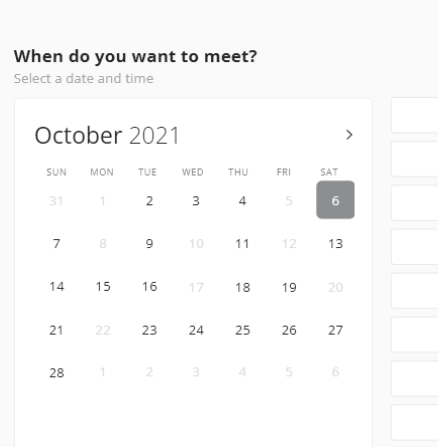 When do you want to meet?
Select a date and time
October 2021 >
SUN MON TUE WED THU FRI SAT
31 1 2 3 4 5 6
7 8 9 10 11 12 13
14 15 16 17 18 19 20
21 22 23 24 25 26 27
28 1 2 3 4 5 6